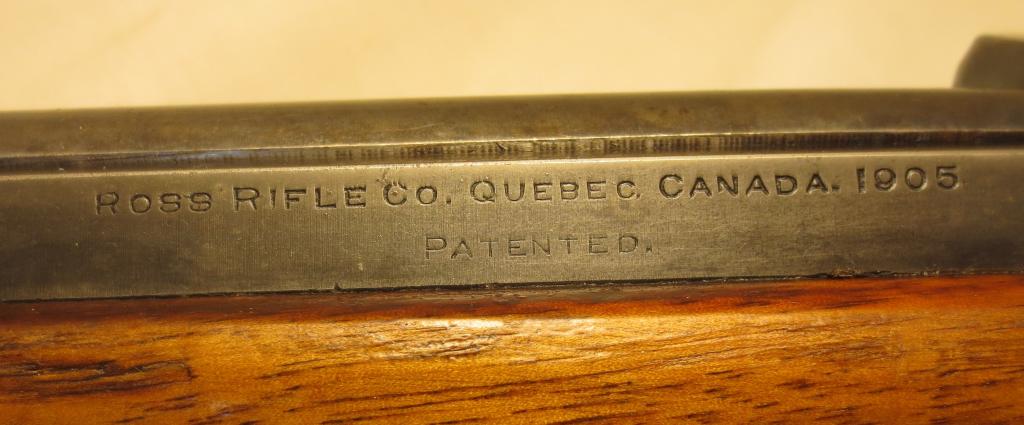 ROSS RIFLE CO. QUEBEC, CANADA. 1905
PATENTED.